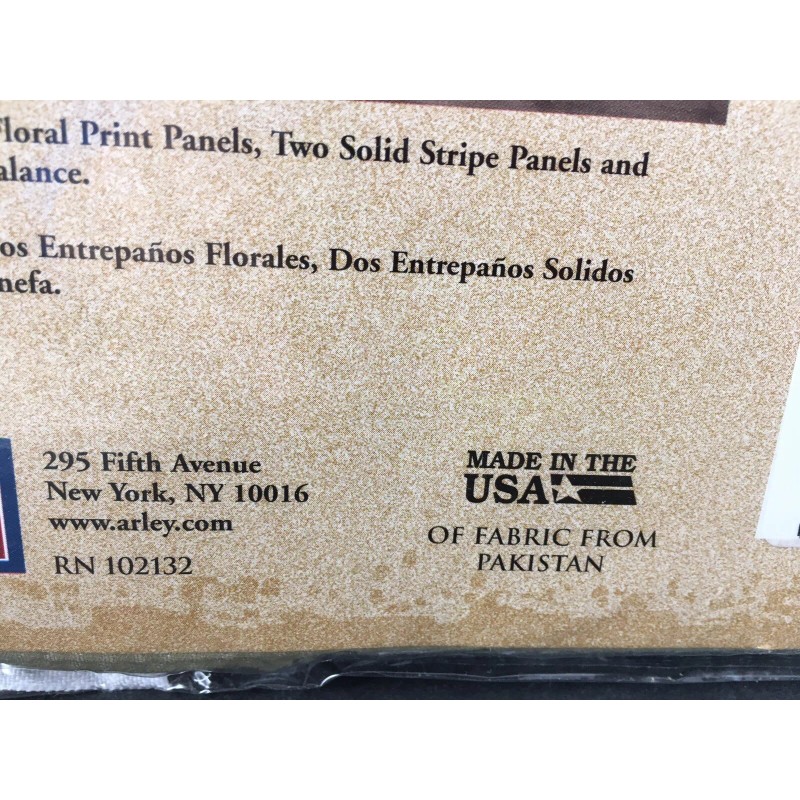 Floral Print Panels, Two Solid Stripe Panels and
alance.
os Entrepaños Florales, Dos Entrepaños Solidos
nefa.
295 Fifth Avenue
New York, NY 10016
www.arley.com
RN 102132
MADE IN THE
USA
OF FABRIC FROM
PAKISTAN